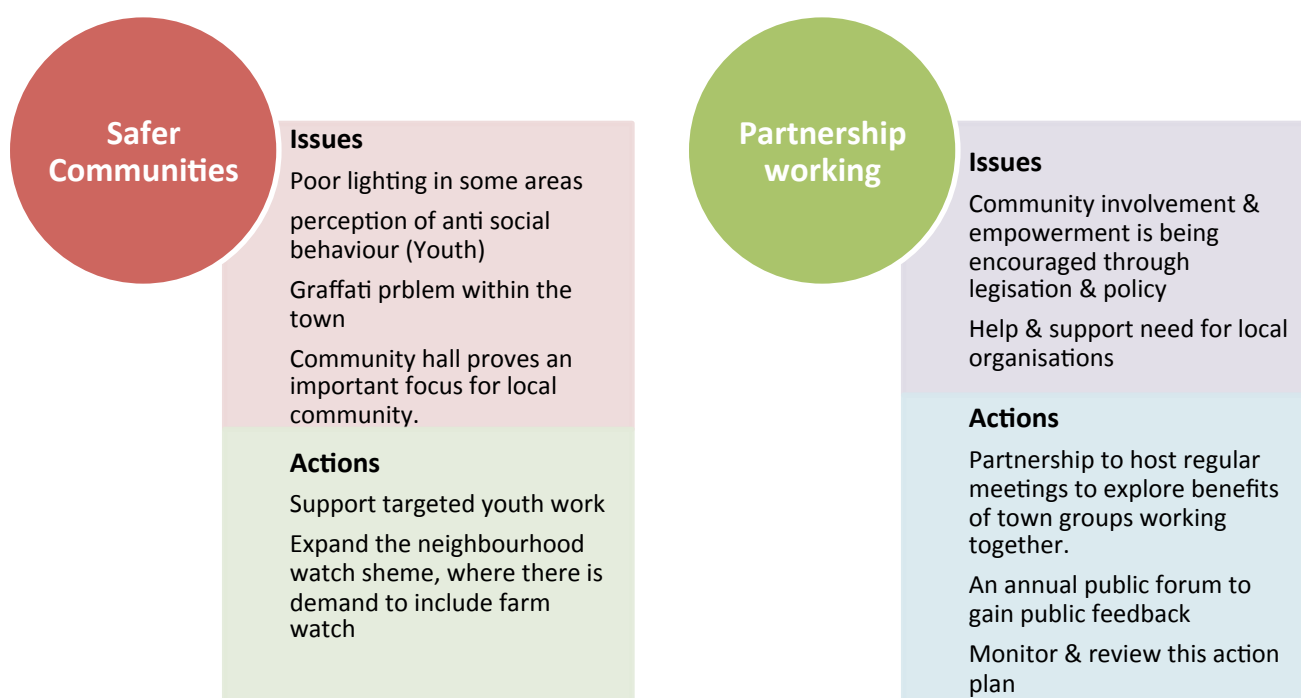 Safer
Communities
Issues
Poor lighting in some areas
perception of anti social
behaviour (Youth)
Graffati prblem within the
town
Community hall proves an
important focus for local
community.
Actions
Support targeted youth work
Expand the neighbourhood
watch sheme, where there is
demand to include farm
watch
Partnership
working
Issues
Community involvement &
empowerment is being
encouraged through
legisation & policy
Help & support need for local
organisations
Actions
Partnership to host regular
meetings to explore benefits
of town groups working
together.
An annual public forum to
gain public feedback
Monitor & review this action
plan